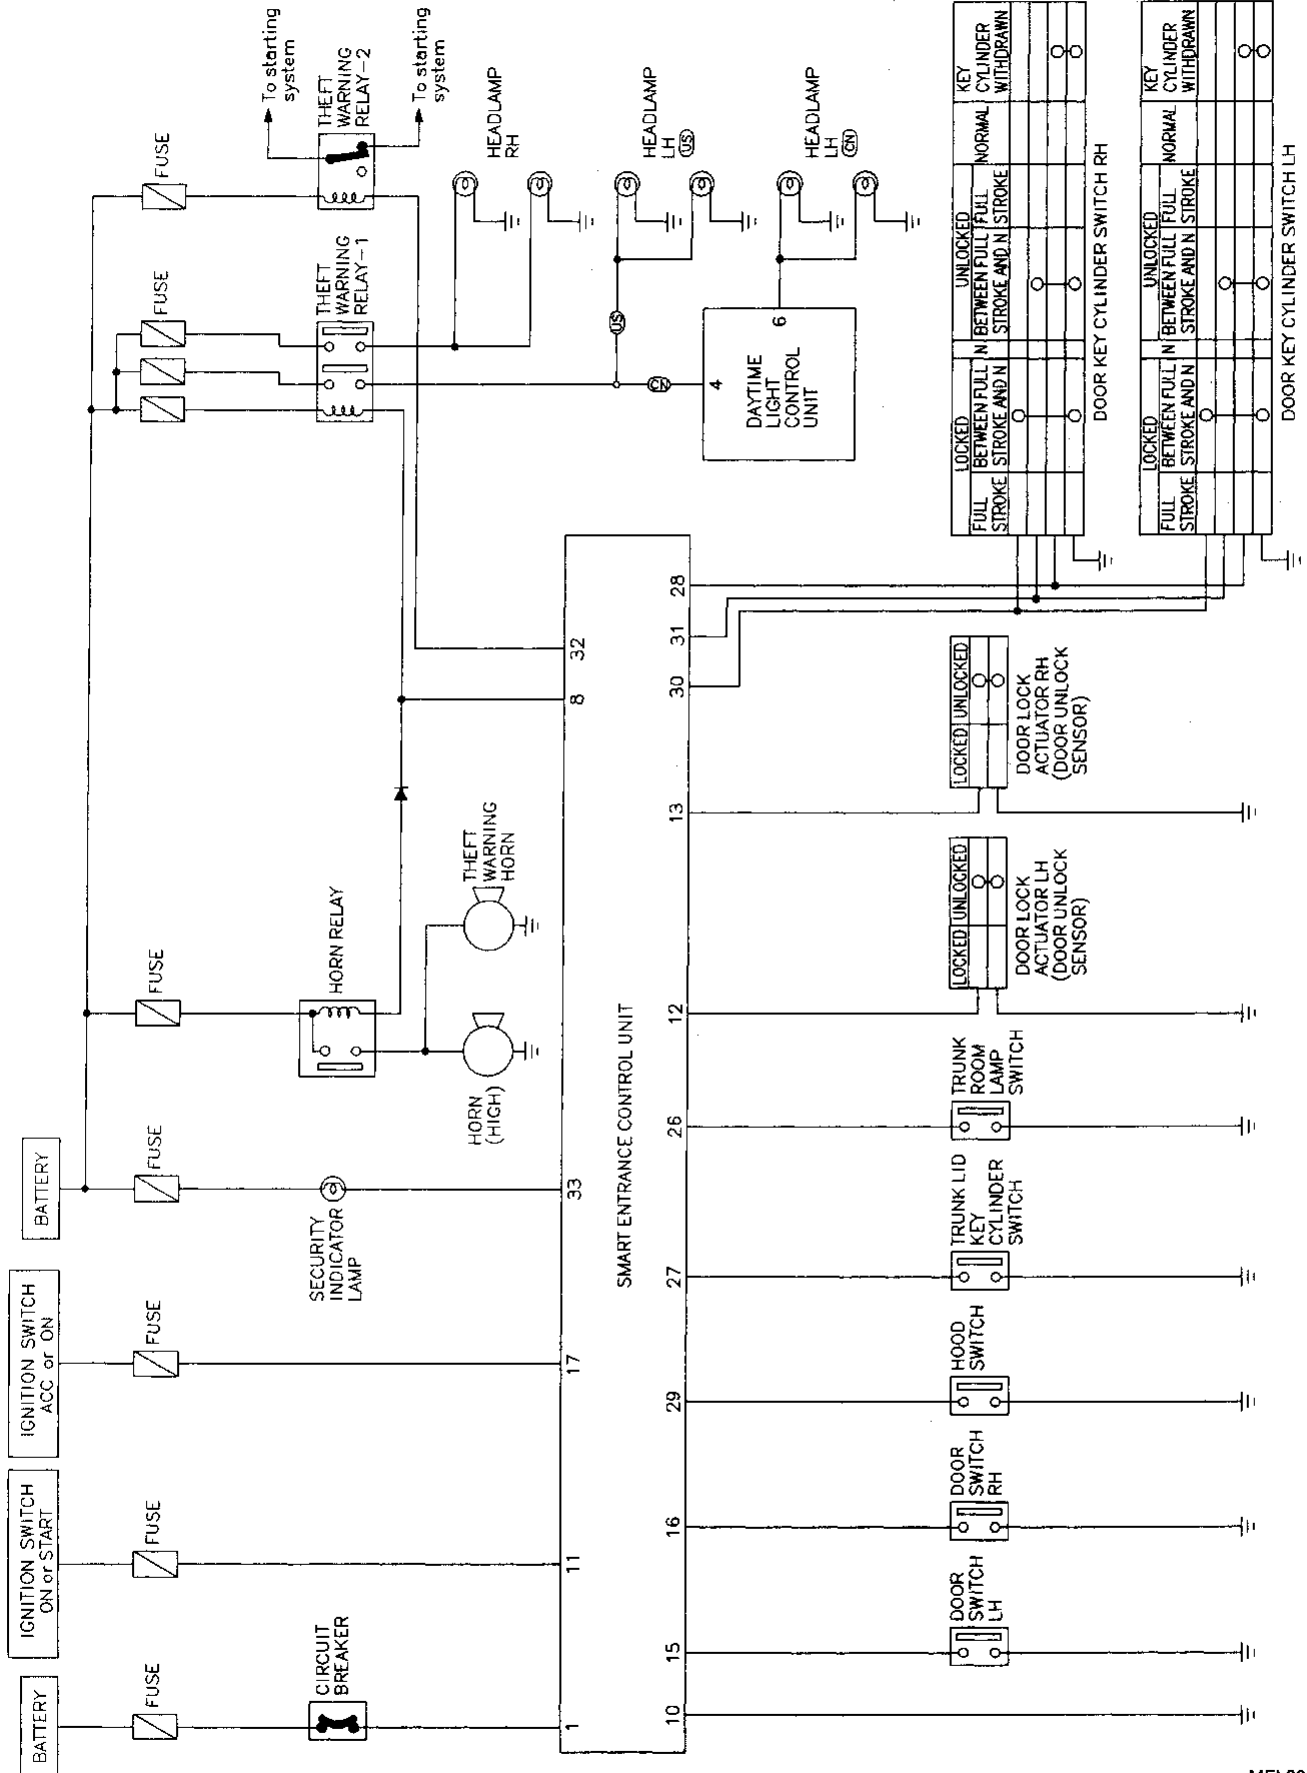 BATTERY
IGNITION SWITCH
ON or START
IGNITION SWITCH
ACC or ON
BATTERY
FUSE
FUSE
FUSE
FUSE
FUSE
FUSE
FUSE
CIRCUIT
BREAKER
SECURITY
INDICATOR
LAMP
HORN RELAY
THEFT
WARNING
RELAY-1
THEFT
WARNING
RELAY-2
To starting
system
To starting
system
HORN
(HIGH)
THEFT
WARNING
HORN
HEADLAMP
RH
HEADLAMP
LH US
HEADLAMP
LH CN
US
CN
4
6
DAYTIME
LIGHT
CONTROL
UNIT
1
11
17
33
8
32
SMART ENTRANCE CONTROL UNIT
10
15
16
29
27
26
12
13
30
31
28
DOOR
SWITCH
LH
DOOR
SWITCH
RH
HOOD
SWITCH
TRUNK LID
KEY
CYLINDER
SWITCH
TRUNK
ROOM
LAMP
SWITCH
LOCKED UNLOCKED
DOOR LOCK
ACTUATOR LH
(DOOR UNLOCK
SENSOR)
LOCKED UNLOCKED
DOOR LOCK
ACTUATOR RH
(DOOR UNLOCK
SENSOR)
LOCKED N UNLOCKED NORMAL KEY
CYLINDER
WITHDRAWN
FULL
STROKE
BETWEEN FULL
STROKE AND N
BETWEEN FULL
STROKE AND N
FULL
STROKE
DOOR KEY CYLINDER SWITCH RH
LOCKED N UNLOCKED NORMAL KEY
CYLINDER
WITHDRAWN
FULL
STROKE
BETWEEN FULL
STROKE AND N
BETWEEN FULL
STROKE AND N
FULL
STROKE
DOOR KEY CYLINDER SWITCH LH